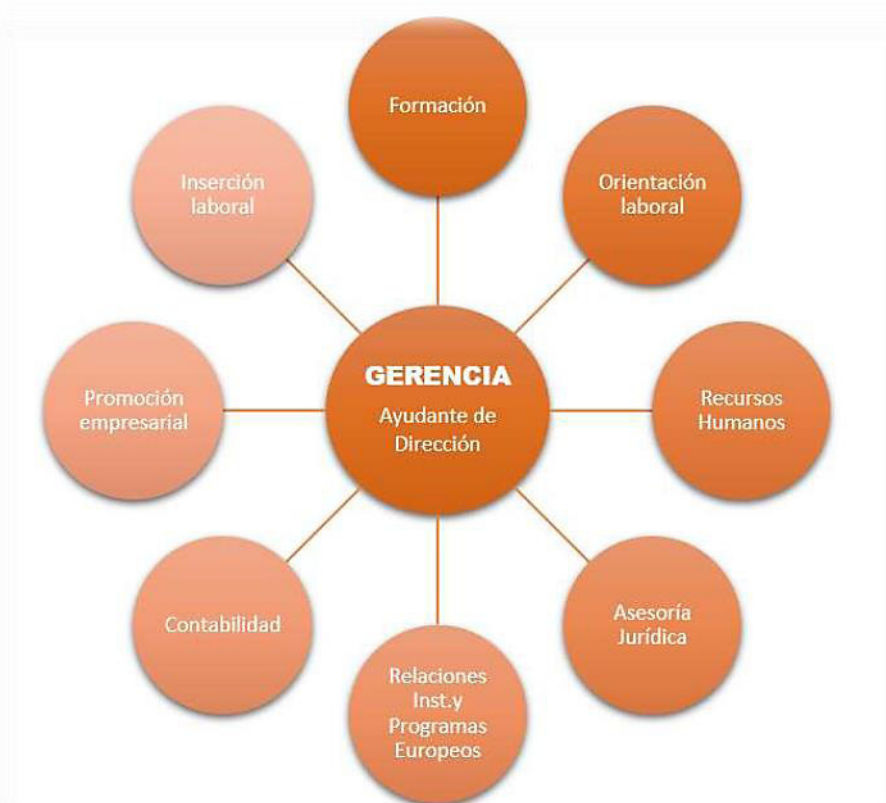 Formación
Inserción
laboral
Orientación
laboral
GERENCIA
Ayudante de
Dirección
Promoción
empresarial
Recursos
Humanos
Contabilidad
Asesoría
Jurídica
Relaciones
Inst.y
Programas
Europeos